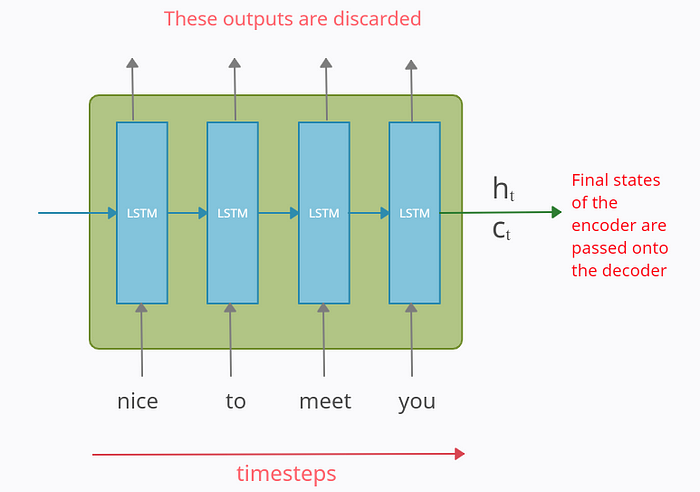 These outputs are discarded
LSTM LSTM LSTM LSTM
hₜ
cₜ
Final states
of the
encoder are
passed onto
the decoder
nice to meet you
timesteps